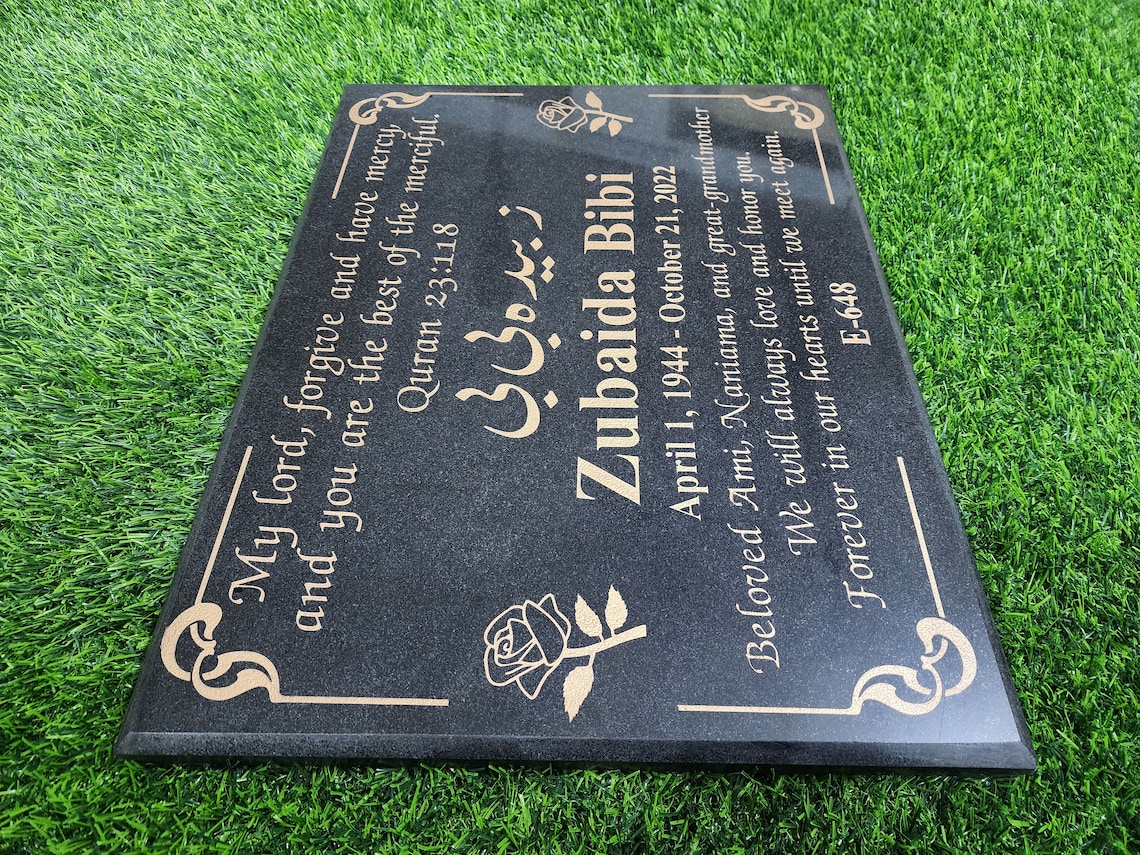 My lord, forgive and have mercy,
and you are the best of the merciful.
Quran 23:118
زبیده بی بی
Zubaida Bibi
April 1, 1944 - October 21, 2022
Beloved Ami, Naniama, and great-grandmother
We will always love and honor you.
Forever in our hearts until we meet again.
E-648